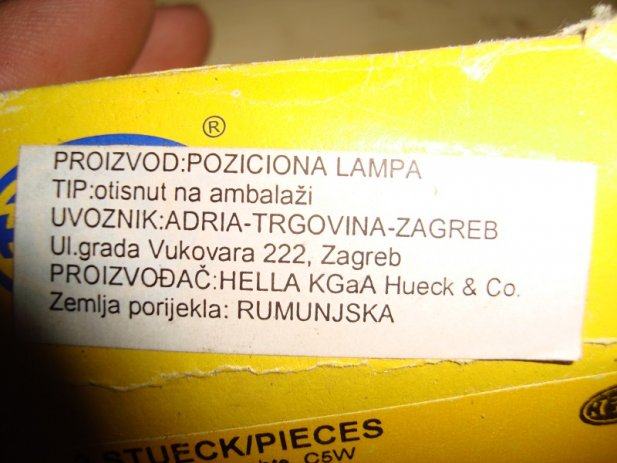 ®
PROIZVOD:POZICIONA LAMPA
TIP:otisnut na ambalaži
UVOZNIK:ADRIA-TRGOVINA-ZAGREB
Ul.grada Vukovara 222, Zagreb
PROIZVOĐAČ:HELLA KGaA Hueck & Co.
Zemlja porijekla: RUMUNJSKA
STUECK/PIECES
C5W